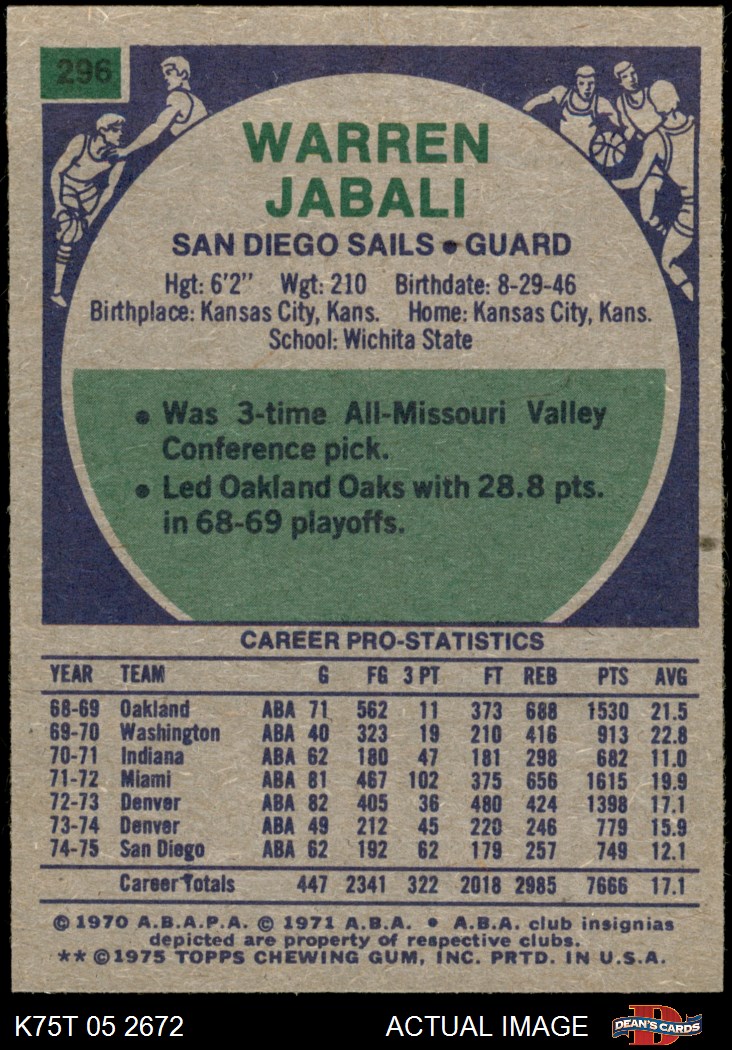 296
WARREN
JABALI
SAN DIEGO SAILS • GUARD
Hgt: 6'2" Wgt: 210 Birthdate: 8-29-46
Birthplace: Kansas City, Kans. Home: Kansas City, Kans.
School: Wichita State
• Was 3-time All-Missouri Valley
Conference pick.
• Led Oakland Oaks with 28.8 pts.
in 68-69 playoffs.
CAREER PRO-STATISTICS
YEAR TEAM G FG 3 PT FT REB PTS AVG
68-69 Oakland ABA 71 562 11 373 688 1530 21.5
69-70 Washington ABA 40 323 19 210 416 913 22.8
70-71 Indiana ABA 62 180 47 181 298 682 11.0
71-72 Miami ABA 81 467 102 375 656 1615 19.9
72-73 Denver ABA 82 405 36 480 424 1398 17.1
73-74 Denver ABA 49 212 45 220 246 779 15.9
74-75 San Diego ABA 62 192 62 179 257 749 12.1
Career Totals 447 2341 322 2018 2985 7666 17.1
© 1970 A.B.A.P.A. © 1971 A.B.A. • A.B.A. club insignias
depicted are property of respective clubs.
** © 1975 TOPPS CHEWING GUM, INC. PRTD. IN U.S.A.
K75T 05 2672 ACTUAL IMAGE D DEAN'S CARDS